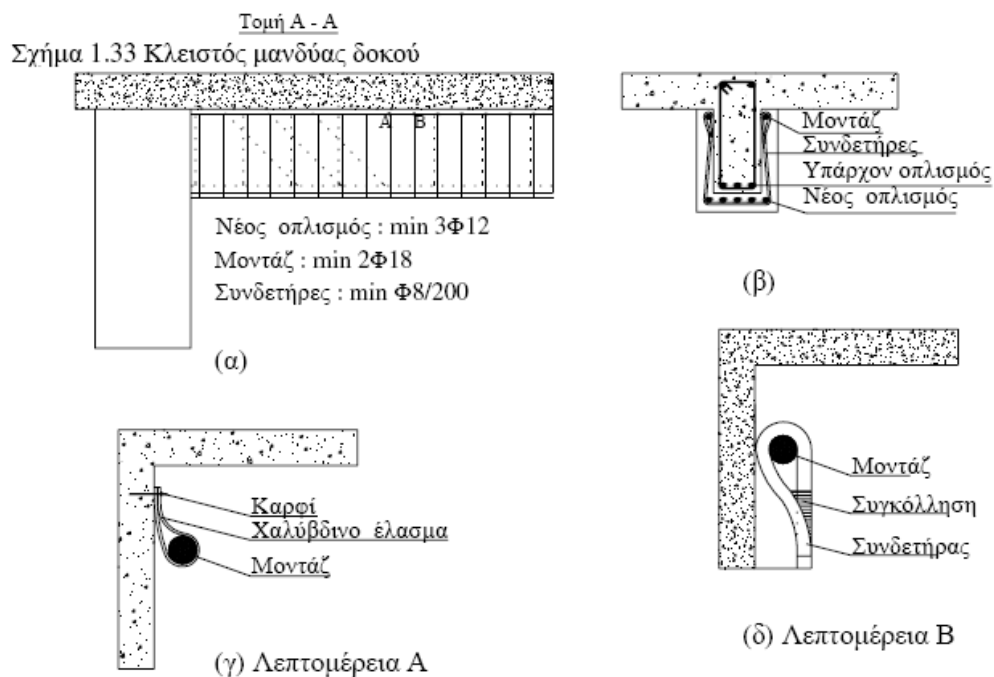 Τομή Α - Α
Σχήμα 1.33 Κλειστός μανδύας δοκού
Α Β
Νέος οπλισμός : min 3Φ12
Μοντάζ : min 2Φ18
Συνδετήρες : min Φ8/200
(α)
Μοντάζ
Συνδετήρες
Υπάρχον οπλισμός
Νέος οπλισμός
(β)
Καρφί
Χαλύβδινο έλασμα
Μοντάζ
(γ) Λεπτομέρεια Α
Μοντάζ
Συγκόλληση
Συνδετήρας
(δ) Λεπτομέρεια Β